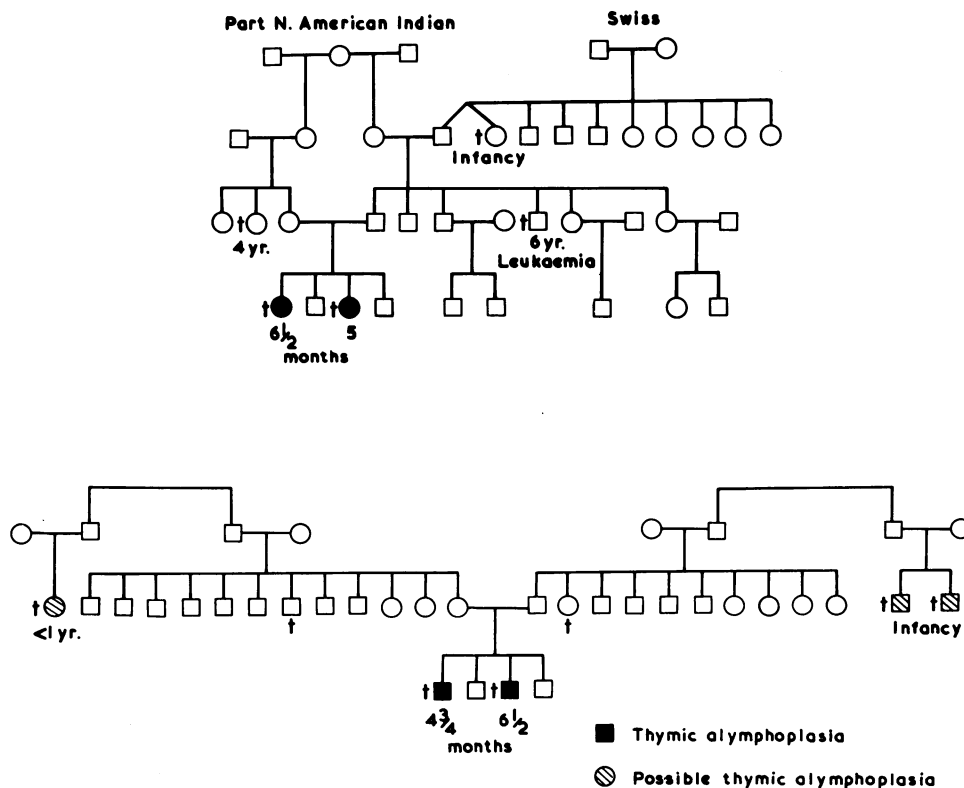 Part N. American Indian
Swiss
†
Infancy
†
4 yr.
†
6 yr.
Leukaemia
†
†
6½
5
months
†
<1 yr.
†
†
†
†
Infancy
†
†
4¾
6½
months
Thymic alymphoplasia
Possible thymic alymphoplasia